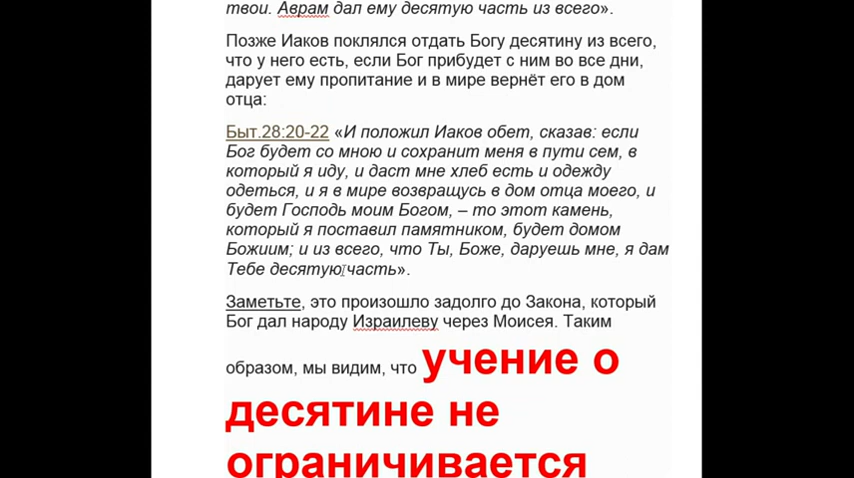 твои. Аврам дал ему десятую часть из всего».
Позже Иаков поклялся отдать Богу десятину из всего,
что у него есть, если Бог прибудет с ним во все дни,
дарует ему пропитание и в мире вернёт его в дом
отца:
Быт.28:20-22 «И положил Иаков обет, сказав: если
Бог будет со мною и сохранит меня в пути сем, в
который я иду, и даст мне хлеб есть и одежду
одеться, и я в мире возвращусь в дом отца моего, и
будет Господь моим Богом, – то этот камень,
который я поставил памятником, будет домом
Божиим; и из всего, что Ты, Боже, даруешь мне, я дам
Тебе десятую часть».
Заметьте, это произошло задолго до Закона, который
Бог дал народу Израилеву через Моисея. Таким
образом, мы видим, что учение о
десятине не
ограничивается